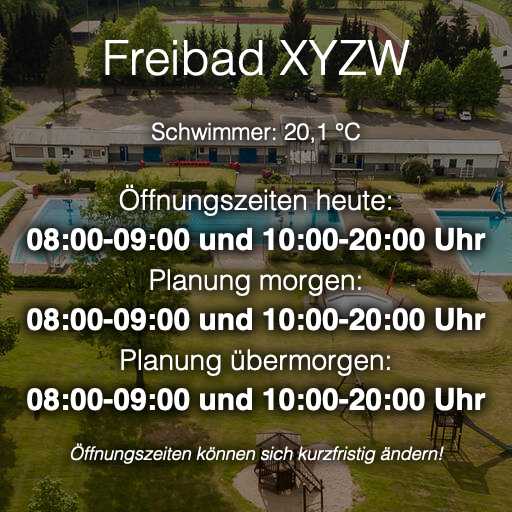 Freibad XYZW
Schwimmer: 20,1 °C
Öffnungszeiten heute:
08:00-09:00 und 10:00-20:00 Uhr
Planung morgen:
08:00-09:00 und 10:00-20:00 Uhr
Planung übermorgen:
08:00-09:00 und 10:00-20:00 Uhr
Öffnungszeiten können sich kurzfristig ändern!